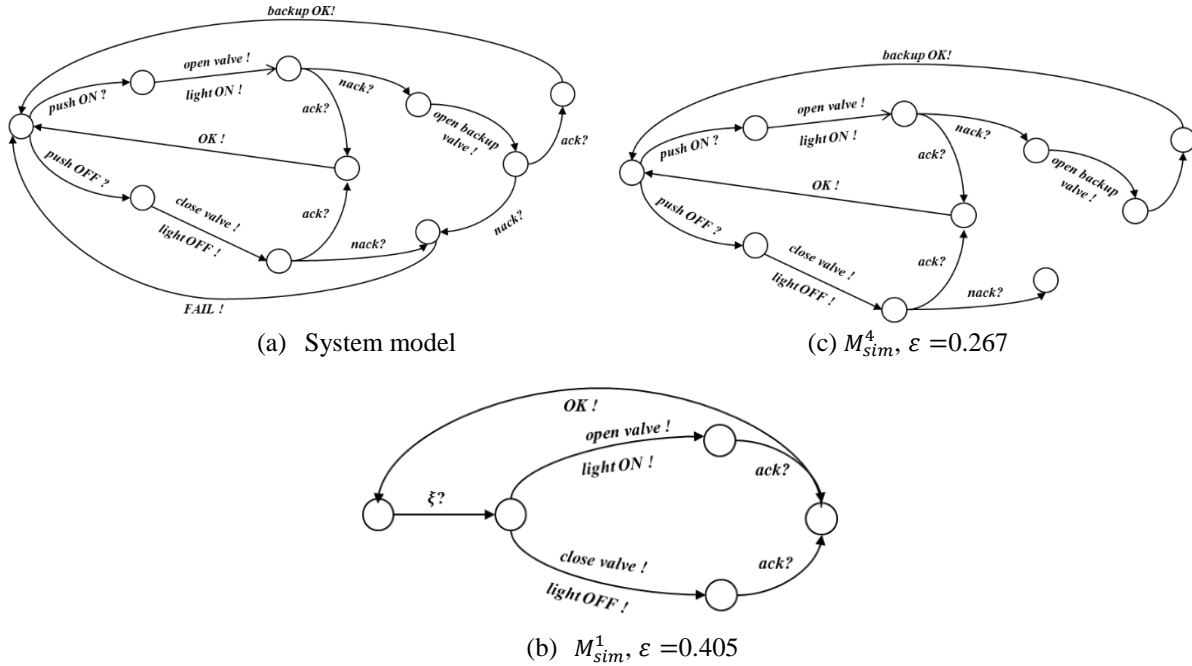 backup OK!
open valve !
push ON ?
light ON !
nack?
ack?
open backup
valve !
ack?
OK !
push OFF ?
close valve !
light OFF !
ack?
nack?
nack?
FAIL !
(a) System model
backup OK!
open valve !
push ON ?
light ON !
nack?
ack?
open backup
valve !
OK !
push OFF ?
close valve !
light OFF !
ack?
nack?
(c) M⁴sim, ε =0.267
OK !
open valve !
light ON !
ack?
ξ?
close valve !
light OFF !
ack?
(b) M¹sim, ε =0.405